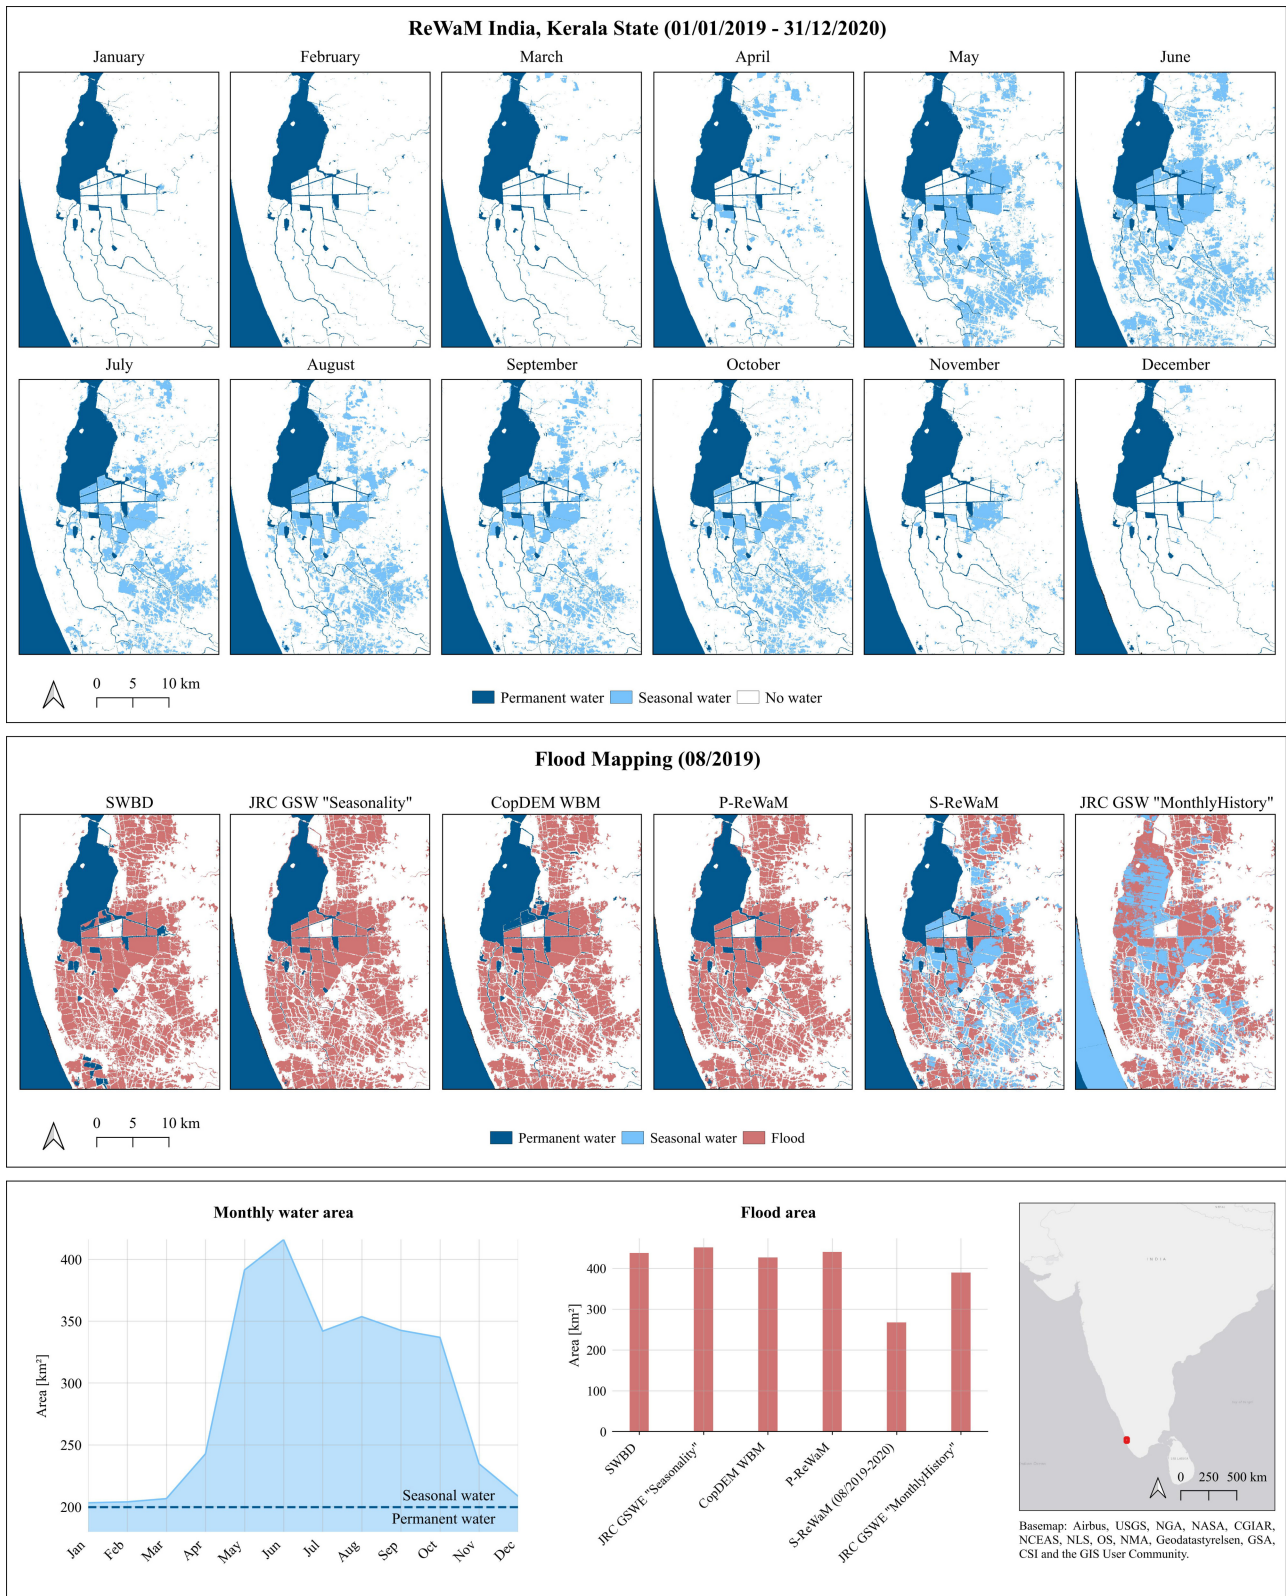 ReWaM India, Kerala State (01/01/2019 - 31/12/2020)
January
February
March
April
May
June
July
August
September
October
November
December
0 5 10 km
Permanent water
Seasonal water
No water
Flood Mapping (08/2019)
SWBD
JRC GSW "Seasonality"
CopDEM WBM
P-ReWaM
S-ReWaM
JRC GSW "MonthlyHistory"
0 5 10 km
Permanent water
Seasonal water
Flood
Monthly water area
400
350
300
250
200
Area [km²]
Seasonal water
Permanent water
Jan
Feb
Mar
Apr
May
Jun
Jul
Aug
Sep
Oct
Nov
Dec
Flood area
400
300
200
100
0
Area [km²]
SWBD
JRC GSWE "Seasonality"
CopDEM WBM
P-ReWaM
S-ReWaM (08/2019-2020)
JRC GSWE "MonthlyHistory"
INDIA
0 250 500 km
Basemap: Airbus, USGS, NGA, NASA, CGIAR,
NCEAS, NLS, OS, NMA, Geodatastyrelsen, GSA,
CSI and the GIS User Community.